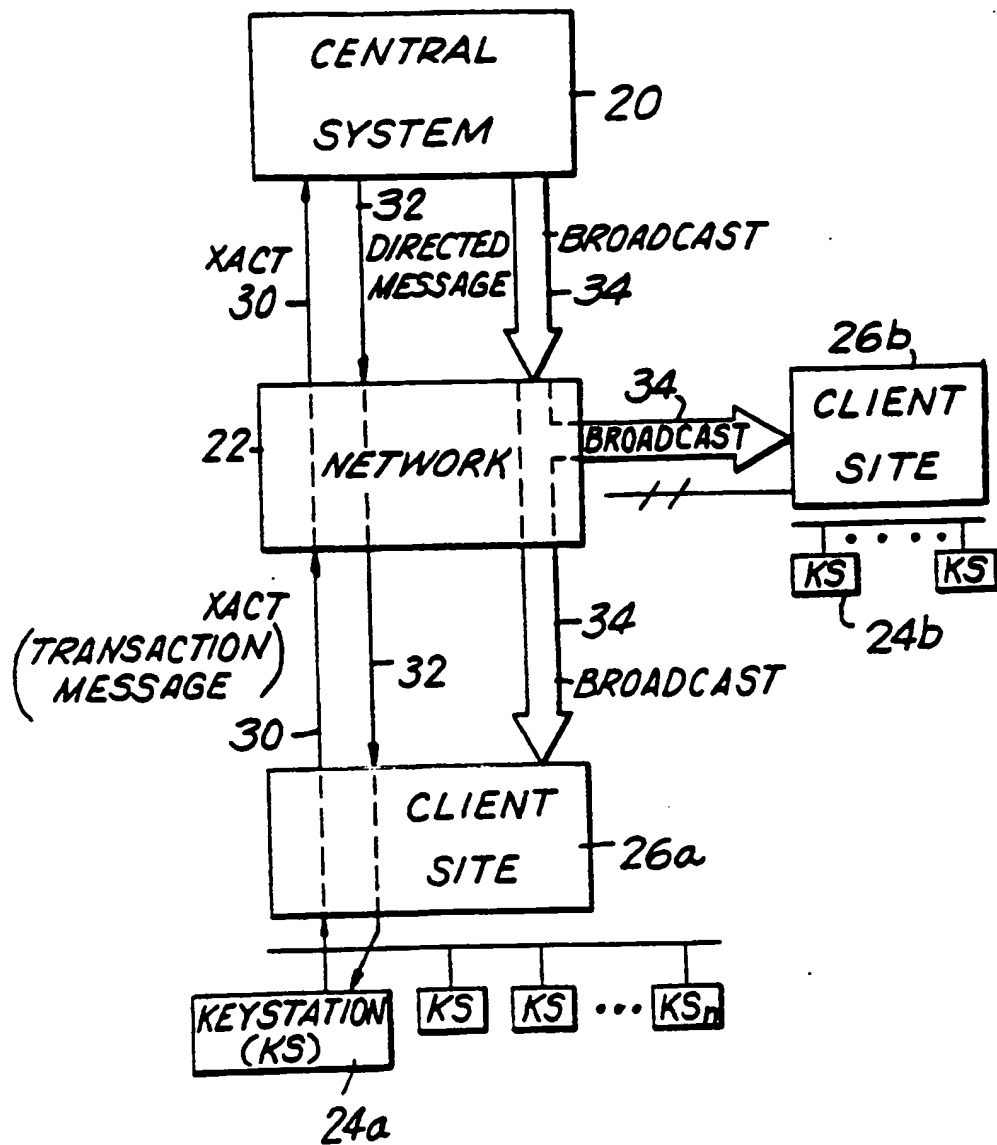 CENTRAL
SYSTEM
20
32
DIRECTED
MESSAGE
XACT
30
BROADCAST
34
26b
CLIENT
SITE
34
BROADCAST
22
NETWORK
KS
KS
24b
XACT
(TRANSACTION
MESSAGE)
30
32
34
BROADCAST
CLIENT
SITE
26a
KEYSTATION
(KS)
KS
KS
...
KSn
24a